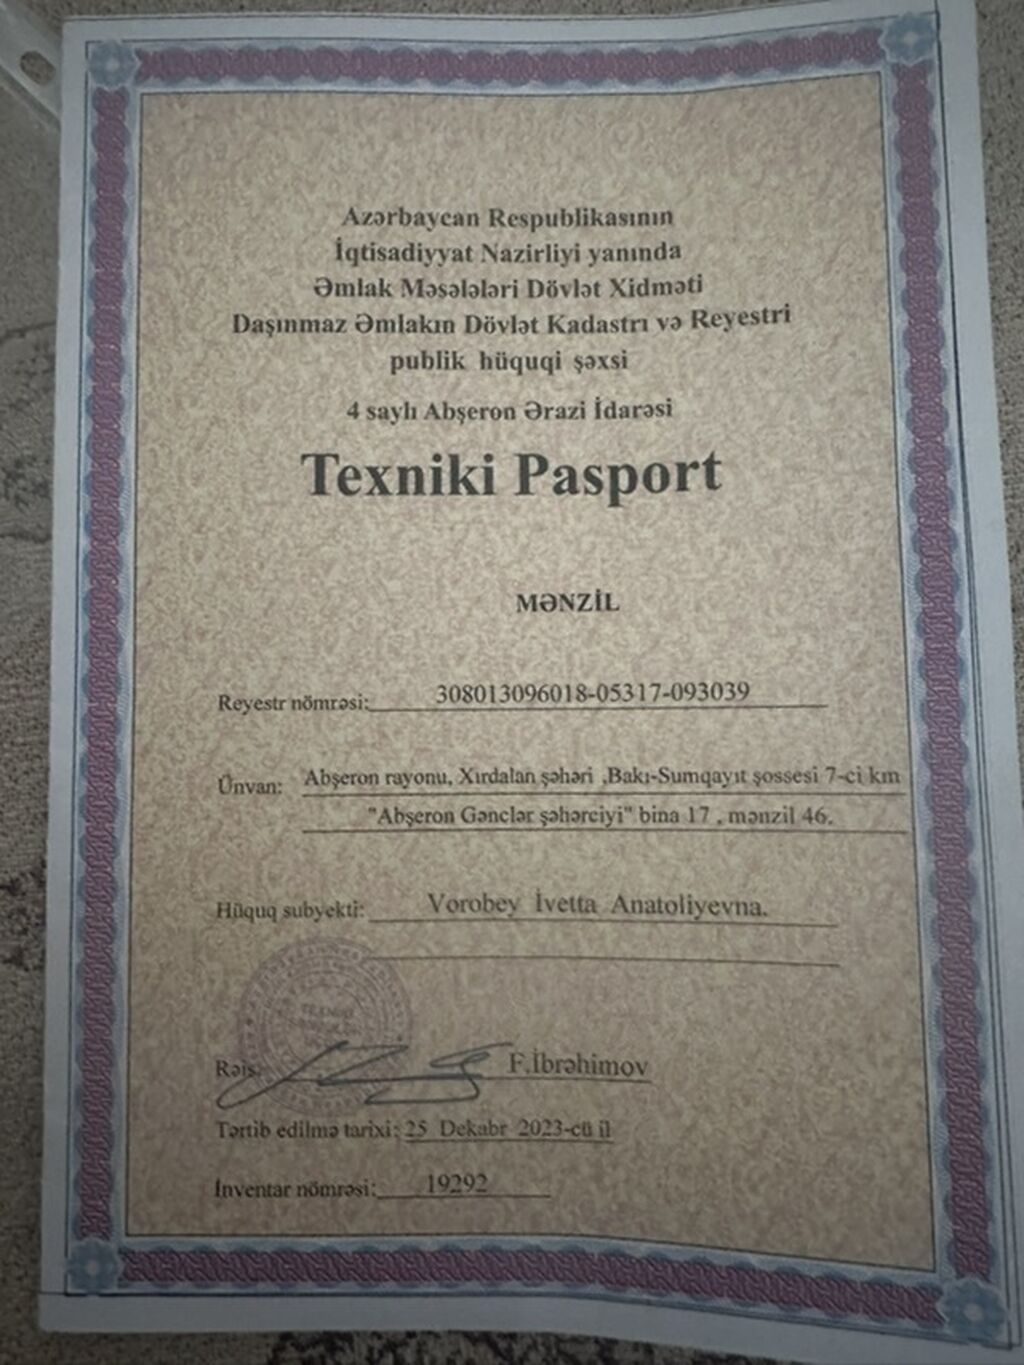 Azərbaycan Respublikasının
İqtisadiyyat Nazirliyi yanında
Əmlak Məsələləri Dövlət Xidməti
Daşınmaz Əmlakın Dövlət Kadastrı və Reyestri
publik hüquqi şəxsi
4 saylı Abşeron Ərazi İdarəsi
Texniki Pasport
MƏNZİL
Reyestr nömrəsi: 308013096018-05317-093039
Ünvan: Abşeron rayonu, Xırdalan şəhəri ,Bakı-Sumqayıt şossesi 7-ci km
"Abşeron Gənclər şəhərciyi" bina 17 , mənzil 46.
Hüquq subyekti: Vorobey İvetta Anatoliyevna.
Rəis: F.İbrəhimov
Tərtib edilmə tarixi: 25 Dekabr 2023-cü il
İnventar nömrəsi: 19292